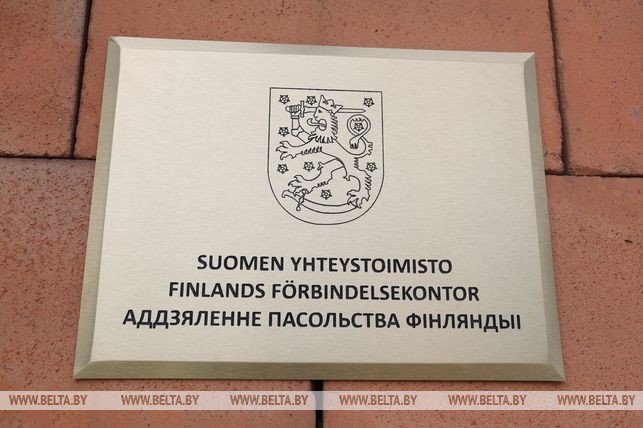 SUOMEN YHTEYSTOIMISTO
FINLANDS FÖRBINDELSEKONTOR
АДДЗЯЛЕННЕ ПАСОЛЬСТВА ФІНЛЯНДЫІ
WWW.BELTA.BY WWW.BELTA.BY WWW.BELTA.BY WWW.BELTA.BY WWW.BELTA.BY WWW.BELTA.BY